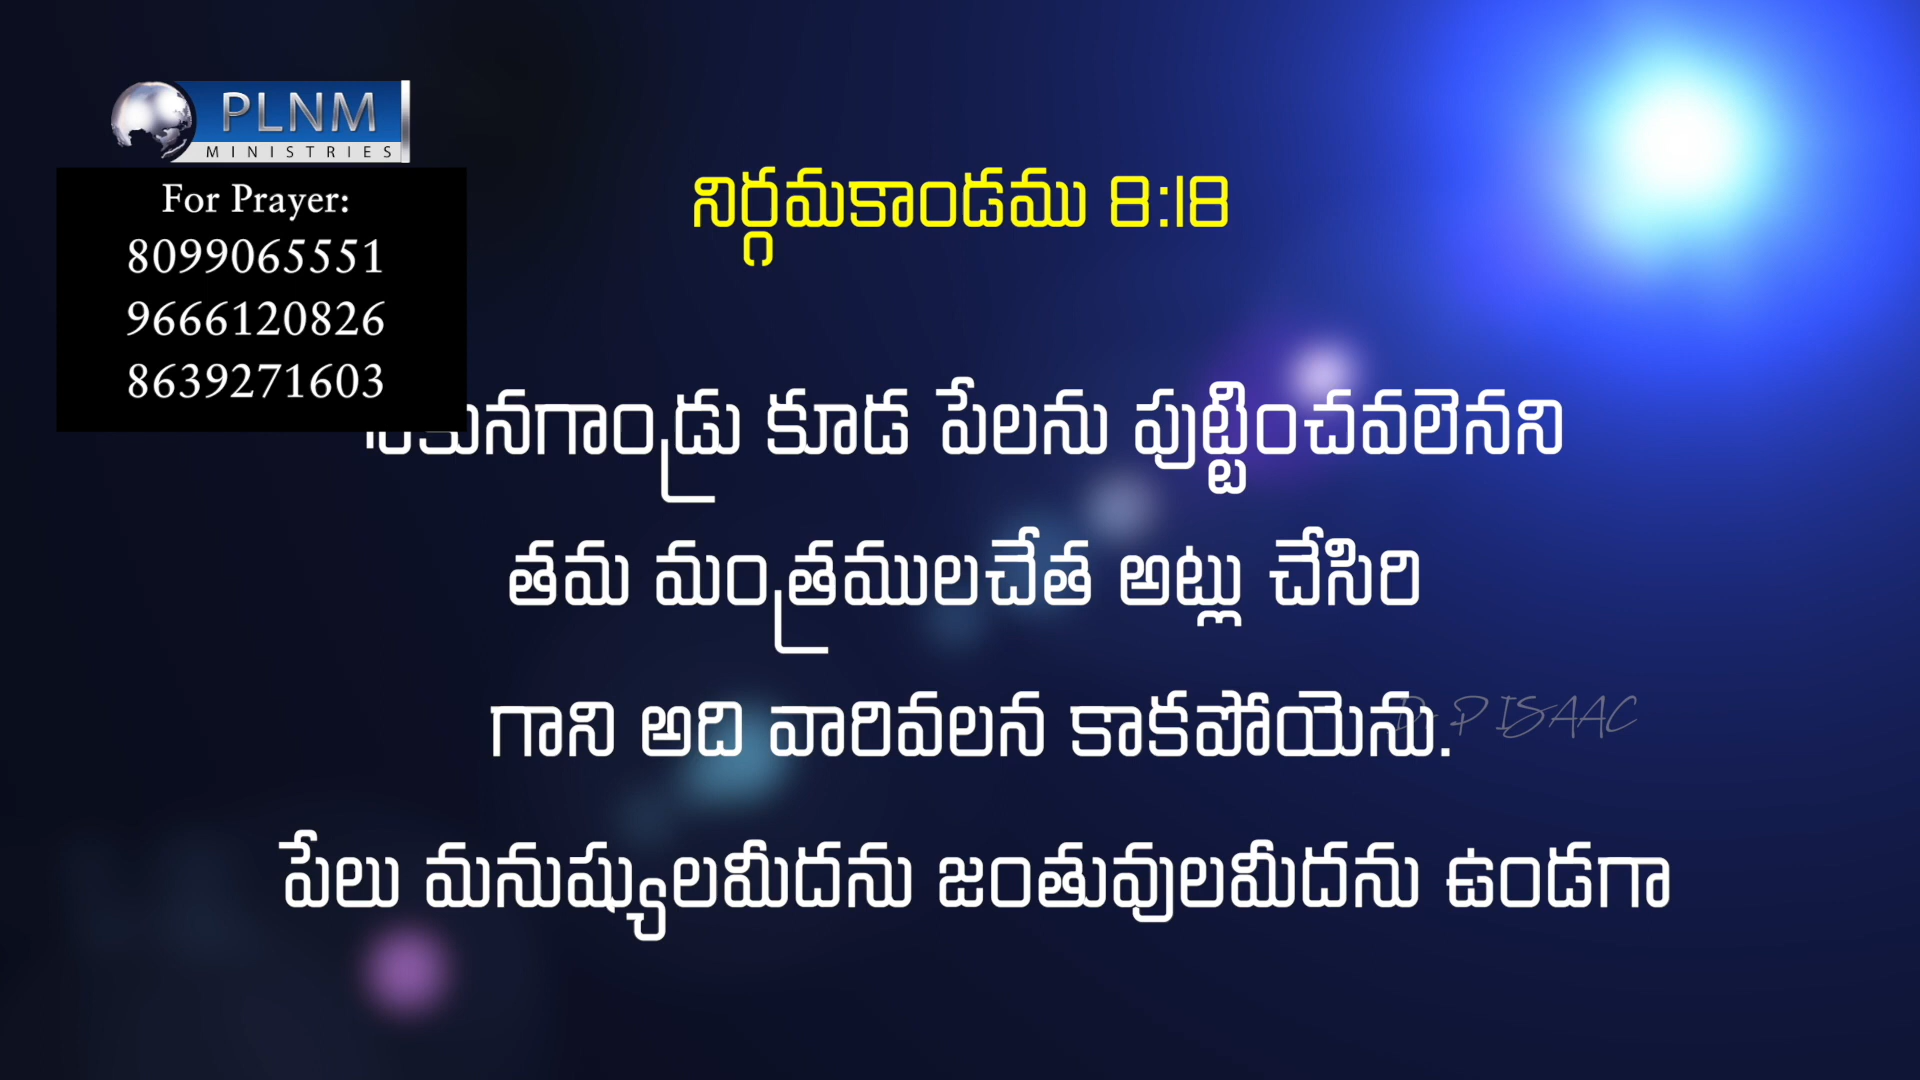 PLNM
MINISTRIES
For Prayer:
8099065551
9666120826
8639271603
నిర్గమకాండము 8:18
కూడ పేలను పుట్టించవలెనని
తమ మంత్రములచేత అట్లు చేసిరి
గాని అది వారివలన కాకపోయెను.
Dr P ISAAC
పేలు మనుష్యులమీదను జంతువులమీదను ఉండగా